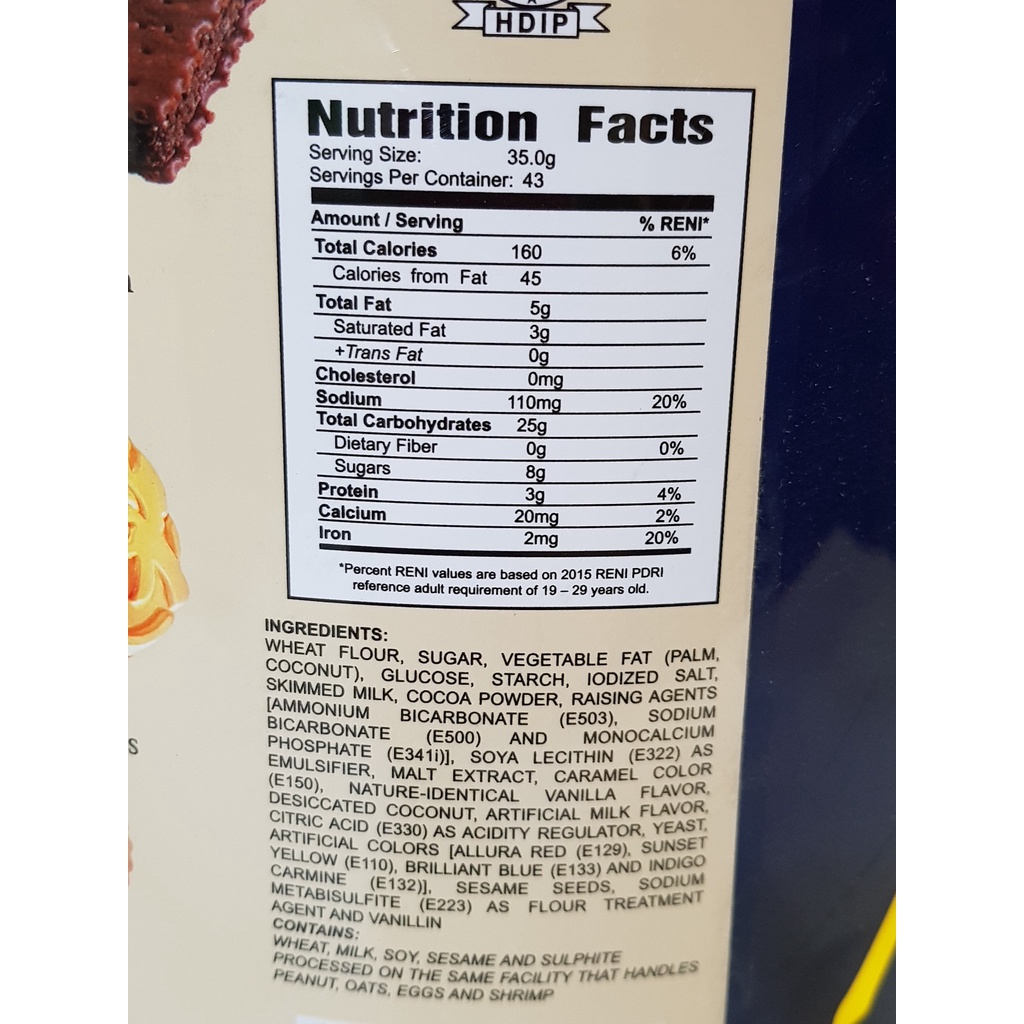 HDIP
Nutrition Facts
Serving Size: 35.0g
Servings Per Container: 43
Amount / Serving % RENI*
Total Calories 160 6%
Calories from Fat 45
Total Fat 5g
Saturated Fat 3g
+Trans Fat 0g
Cholesterol 0mg
Sodium 110mg 20%
Total Carbohydrates 25g
Dietary Fiber 0g 0%
Sugars 8g
Protein 3g 4%
Calcium 20mg 2%
Iron 2mg 20%
*Percent RENI values are based on 2015 RENI PDRI
reference adult requirement of 19 – 29 years old.
INGREDIENTS:
WHEAT FLOUR, SUGAR, VEGETABLE FAT (PALM,
COCONUT), GLUCOSE, STARCH, IODIZED SALT,
SKIMMED MILK, COCOA POWDER, RAISING AGENTS
[AMMONIUM BICARBONATE (E503), SODIUM
BICARBONATE (E500) AND MONOCALCIUM
PHOSPHATE (E341i)], SOYA LECITHIN (E322) AS
EMULSIFIER, MALT EXTRACT, CARAMEL COLOR
(E150), NATURE-IDENTICAL VANILLA FLAVOR,
DESICCATED COCONUT, ARTIFICIAL MILK FLAVOR,
CITRIC ACID (E330) AS ACIDITY REGULATOR, YEAST,
ARTIFICIAL COLORS [ALLURA RED (E129), SUNSET
YELLOW (E110), BRILLIANT BLUE (E133) AND INDIGO
CARMINE (E132)], SESAME SEEDS, SODIUM
METABISULFITE (E223) AS FLOUR TREATMENT
AGENT AND VANILLIN
CONTAINS:
WHEAT, MILK, SOY, SESAME AND SULPHITE
PROCESSED ON THE SAME FACILITY THAT HANDLES
PEANUT, OATS, EGGS AND SHRIMP